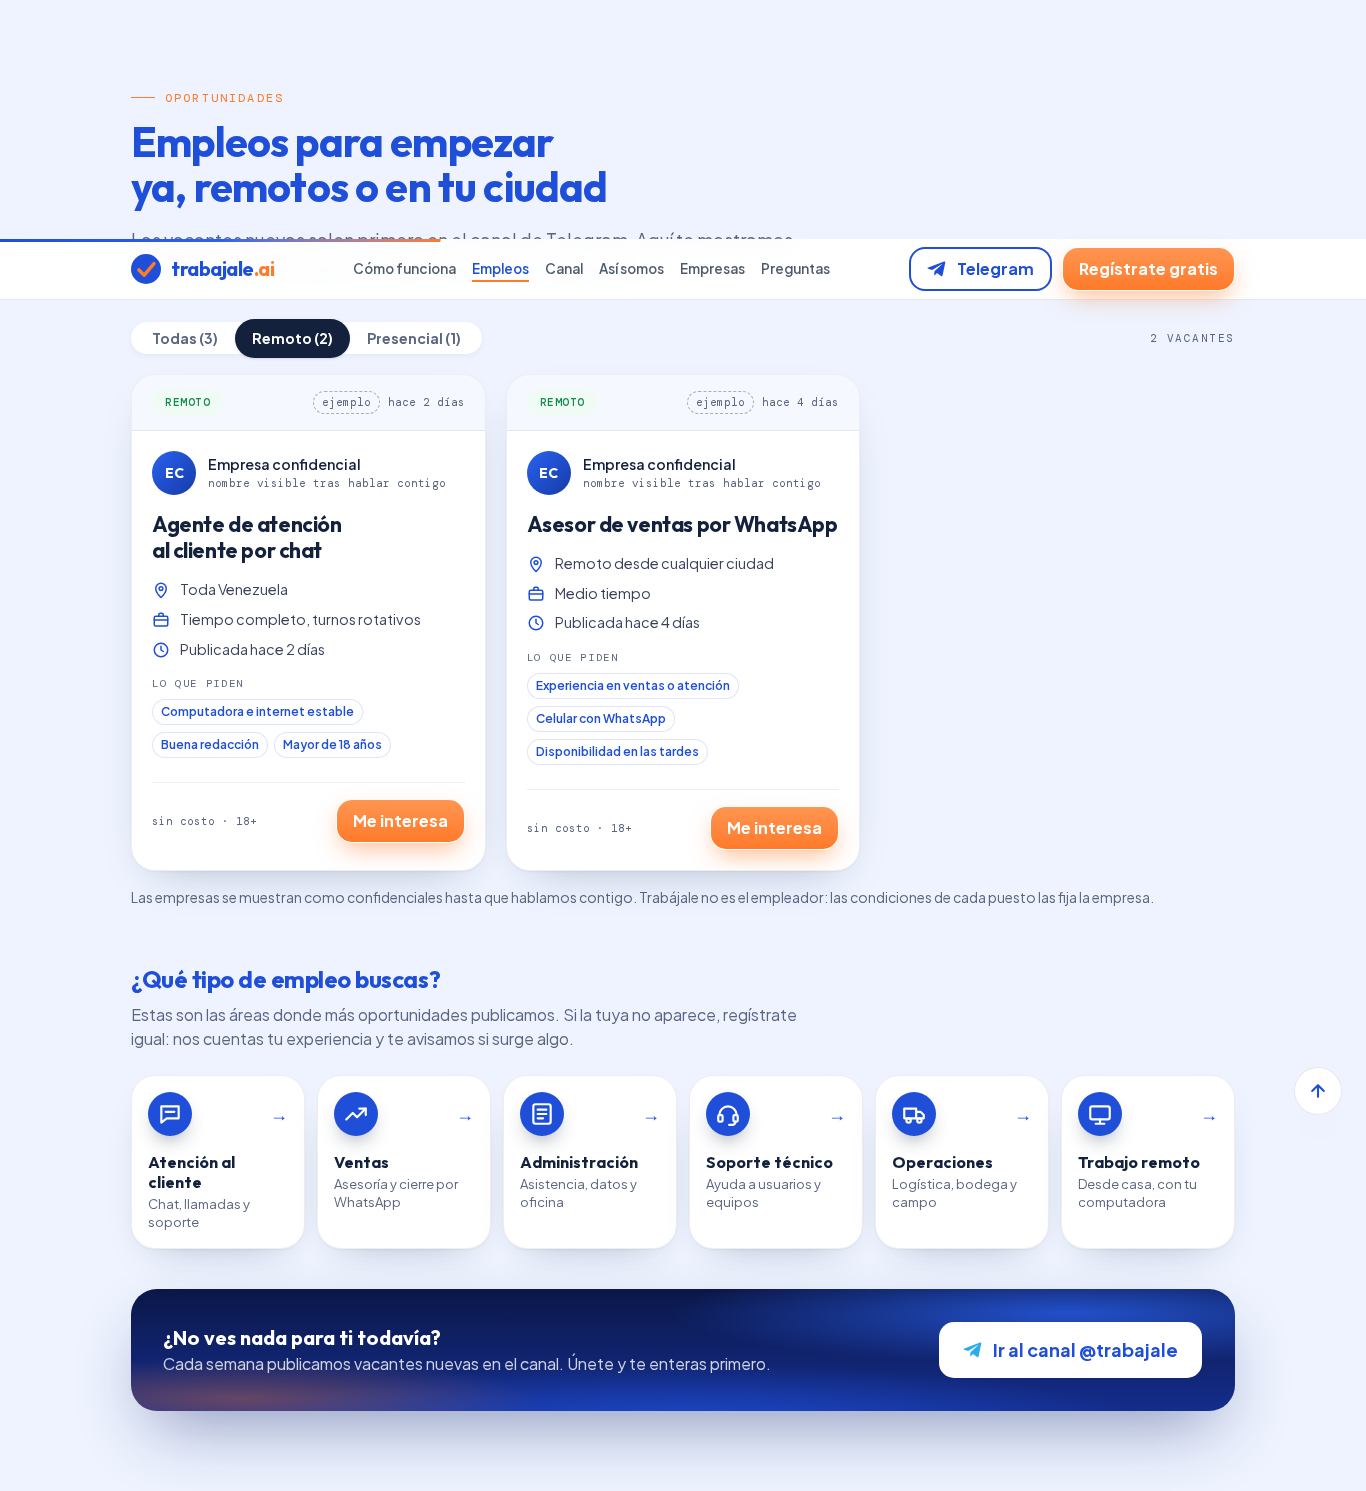 OPORTUNIDADES
Empleos para empezar
ya, remotos o en tu ciudad
trabajale.ai
Cómo funciona
Empleos
Canal
Así somos
Empresas
Preguntas
Telegram
Regístrate gratis
Todas (3)
Remoto (2)
Presencial (1)
2 VACANTES
REMOTO
ejemplo
hace 2 días
EC
Empresa confidencial
nombre visible tras hablar contigo
Agente de atención
al cliente por chat
Toda Venezuela
Tiempo completo, turnos rotativos
Publicada hace 2 días
LO QUE PIDEN
Computadora e internet estable
Buena redacción
Mayor de 18 años
sin costo · 18+
Me interesa
REMOTO
ejemplo
hace 4 días
EC
Empresa confidencial
nombre visible tras hablar contigo
Asesor de ventas por WhatsApp
Remoto desde cualquier ciudad
Medio tiempo
Publicada hace 4 días
LO QUE PIDEN
Experiencia en ventas o atención
Celular con WhatsApp
Disponibilidad en las tardes
sin costo · 18+
Me interesa
Las empresas se muestran como confidenciales hasta que hablamos contigo. Trabájale no es el empleador: las condiciones de cada puesto las fija la empresa.
¿Qué tipo de empleo buscas?
Estas son las áreas donde más oportunidades publicamos. Si la tuya no aparece, regístrate
igual: nos cuentas tu experiencia y te avisamos si surge algo.
→
Atención al
cliente
Chat, llamadas y
soporte
→
Ventas
Asesoría y cierre por
WhatsApp
→
Administración
Asistencia, datos y
oficina
→
Soporte técnico
Ayuda a usuarios y
equipos
→
Operaciones
Logística, bodega y
campo
→
Trabajo remoto
Desde casa, con tu
computadora
¿No ves nada para ti todavía?
Cada semana publicamos vacantes nuevas en el canal. Únete y te enteras primero.
Ir al canal @trabajale